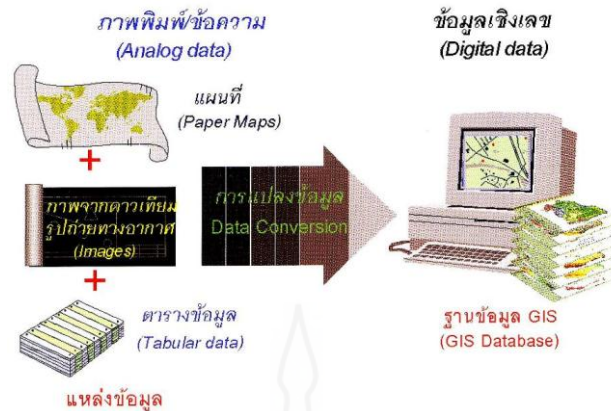 ภาพพิมพ์/ข้อความ
(Analog data)
ข้อมูลเชิงเลข
(Digital data)
แผนที่
(Paper Maps)
+
ภาพจากดาวเทียม
รูปถ่ายทางอากาศ
(Images)
+
ตารางข้อมูล
(Tabular data)
แหล่งข้อมูล
การแปลงข้อมูล
Data Conversion
ฐานข้อมูล GIS
(GIS Database)